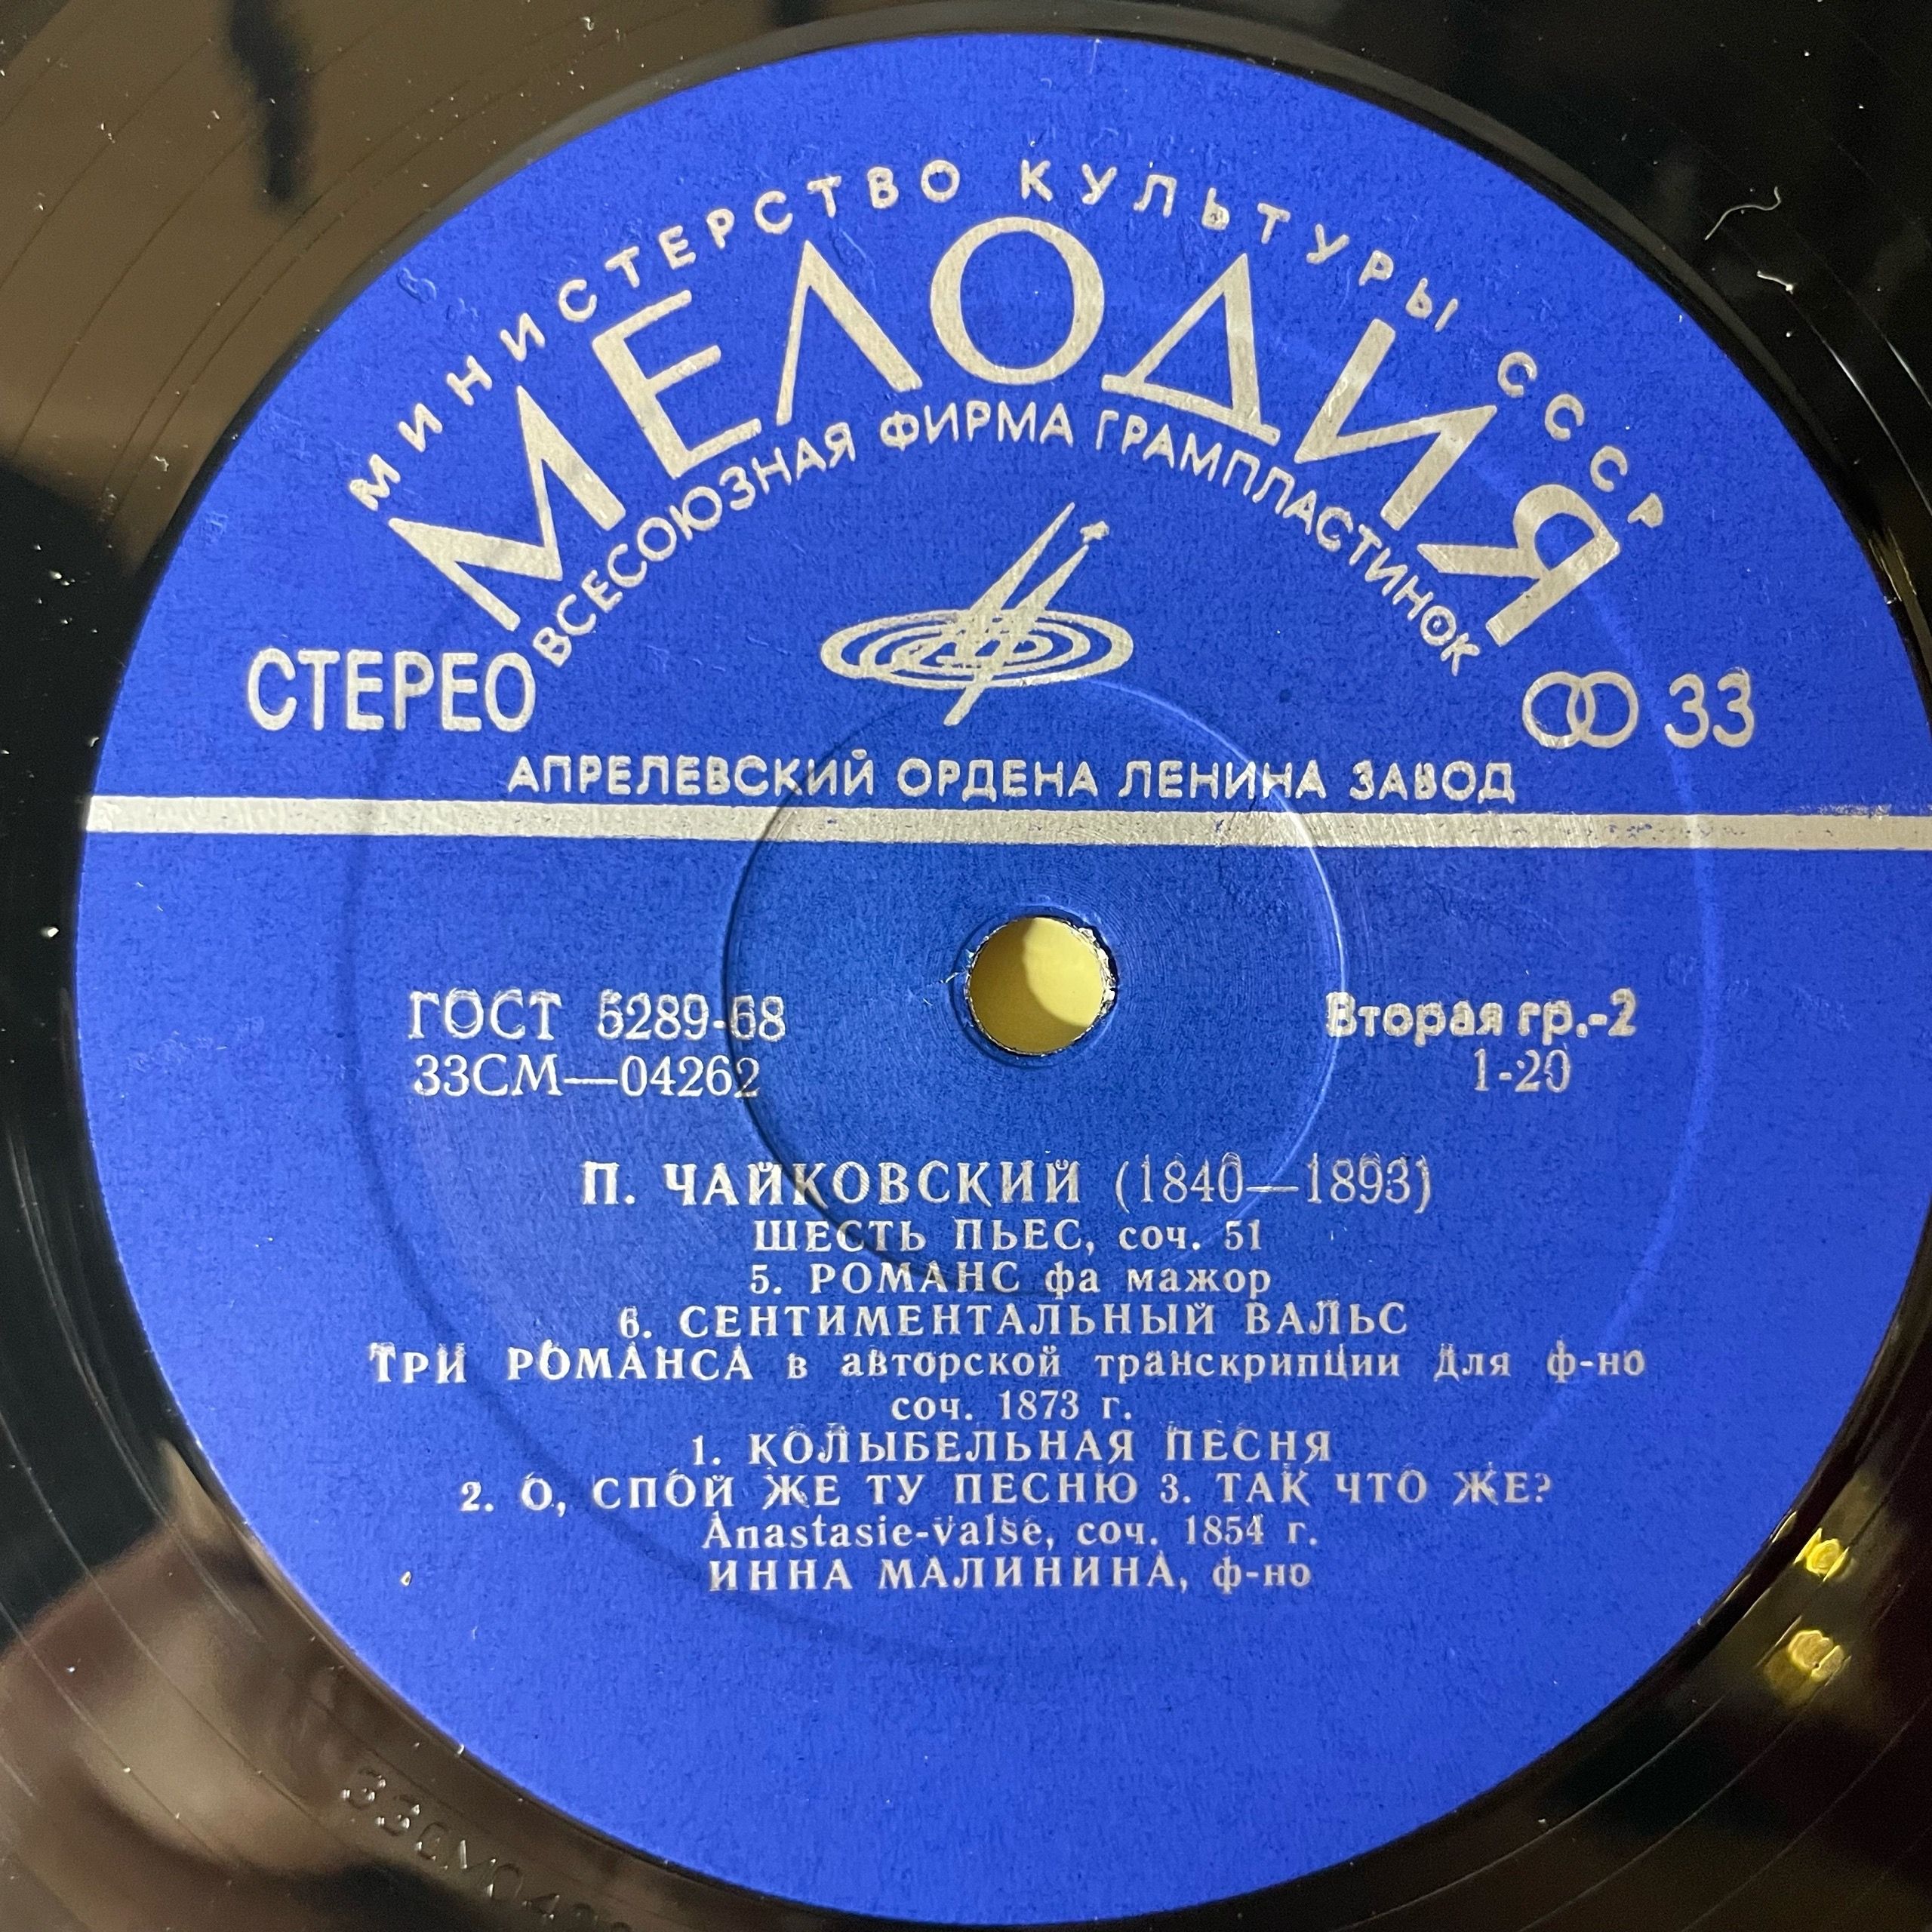 МИНИСТЕРСТВО КУЛЬТУРЫ СССР
МЕЛОДИЯ
ВСЕСОЮЗНАЯ ФИРМА ГРАМПЛАСТИНОК
СТЕРЕО
33
АПРЕЛЕВСКИЙ ОРДЕНА ЛЕНИНА ЗАВОД
ГОСТ 5289-68
33СМ—04262
Вторая гр.-2
1-20
П. ЧАЙКОВСКИЙ (1840—1893)
ШЕСТЬ ПЬЕС, соч. 51
5. РОМАНС фа мажор
6. СЕНТИМЕНТАЛЬНЫЙ ВАЛЬС
ТРИ РОМАНСА в авторской транскрипции для ф-но
соч. 1873 г.
1. КОЛЫБЕЛЬНАЯ ПЕСНЯ
2. О, СПОЙ ЖЕ ТУ ПЕСНЮ 3. ТАК ЧТО ЖЕ?
Anastasie-valse, соч. 1854 г.
ИННА МАЛИНИНА, ф-но